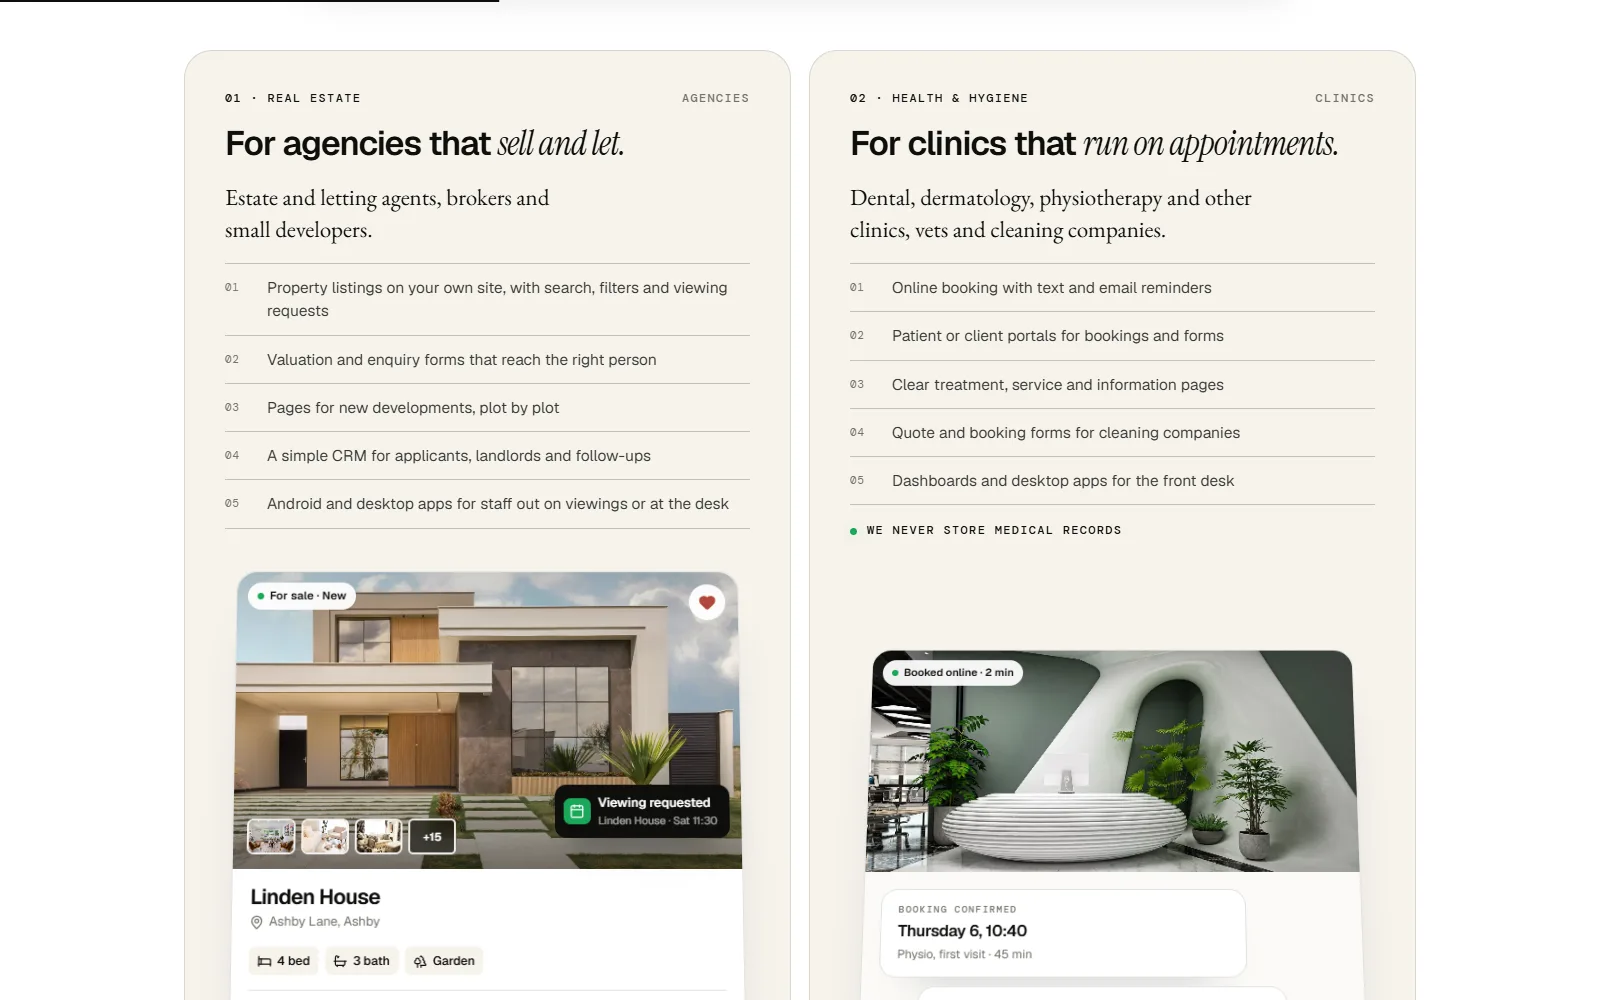 01 · REAL ESTATE
AGENCIES
For agencies that sell and let.
Estate and letting agents, brokers and
small developers.
01 Property listings on your own site, with search, filters and viewing
requests
02 Valuation and enquiry forms that reach the right person
03 Pages for new developments, plot by plot
04 A simple CRM for applicants, landlords and follow-ups
05 Android and desktop apps for staff out on viewings or at the desk
For sale · New
Viewing requested
Linden House · Sat 11:30
+15
Linden House
Ashby Lane, Ashby
4 bed
3 bath
Garden
02 · HEALTH & HYGIENE
CLINICS
For clinics that run on appointments.
Dental, dermatology, physiotherapy and other
clinics, vets and cleaning companies.
01 Online booking with text and email reminders
02 Patient or client portals for bookings and forms
03 Clear treatment, service and information pages
04 Quote and booking forms for cleaning companies
05 Dashboards and desktop apps for the front desk
WE NEVER STORE MEDICAL RECORDS
Booked online · 2 min
BOOKING CONFIRMED
Thursday 6, 10:40
Physio, first visit · 45 min